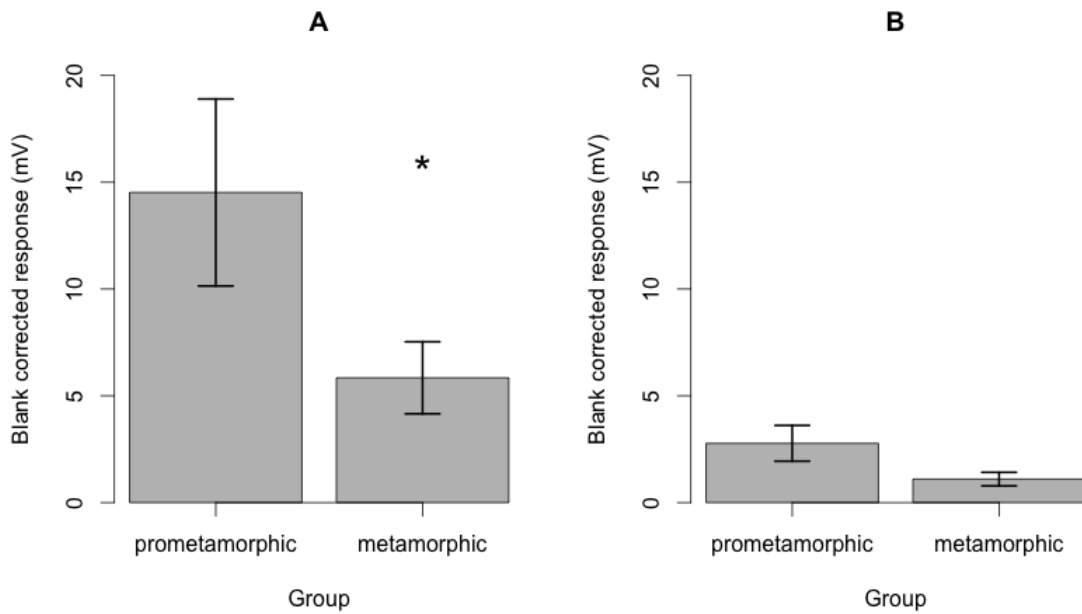 A
Blank corrected response (mV)
20
15
10
5
0
*
prometamorphic metamorphic
Group
B
Blank corrected response (mV)
20
15
10
5
0
prometamorphic metamorphic
Group